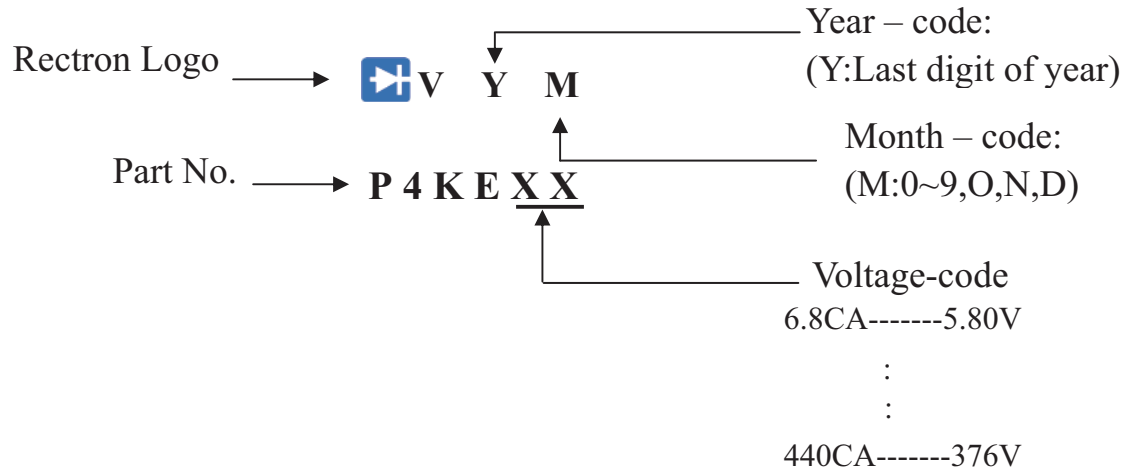 Year – code:
(Y:Last digit of year)
Rectron Logo
V Y M
Month – code:
(M:0~9,O,N,D)
Part No.
P4KEXX
Voltage-code
6.8CA-------5.80V
:
:
440CA-------376V